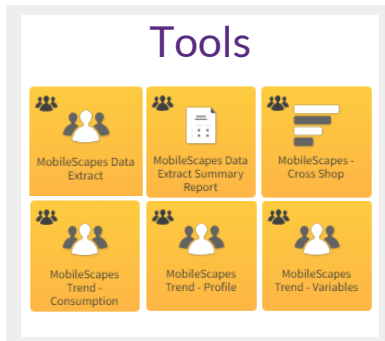 Tools
MobileScapes Data
Extract
MobileScapes Data
Extract Summary
Report
MobileScapes -
Cross Shop
MobileScapes
Trend -
Consumption
MobileScapes
Trend - Profile
MobileScapes
Trend - Variables